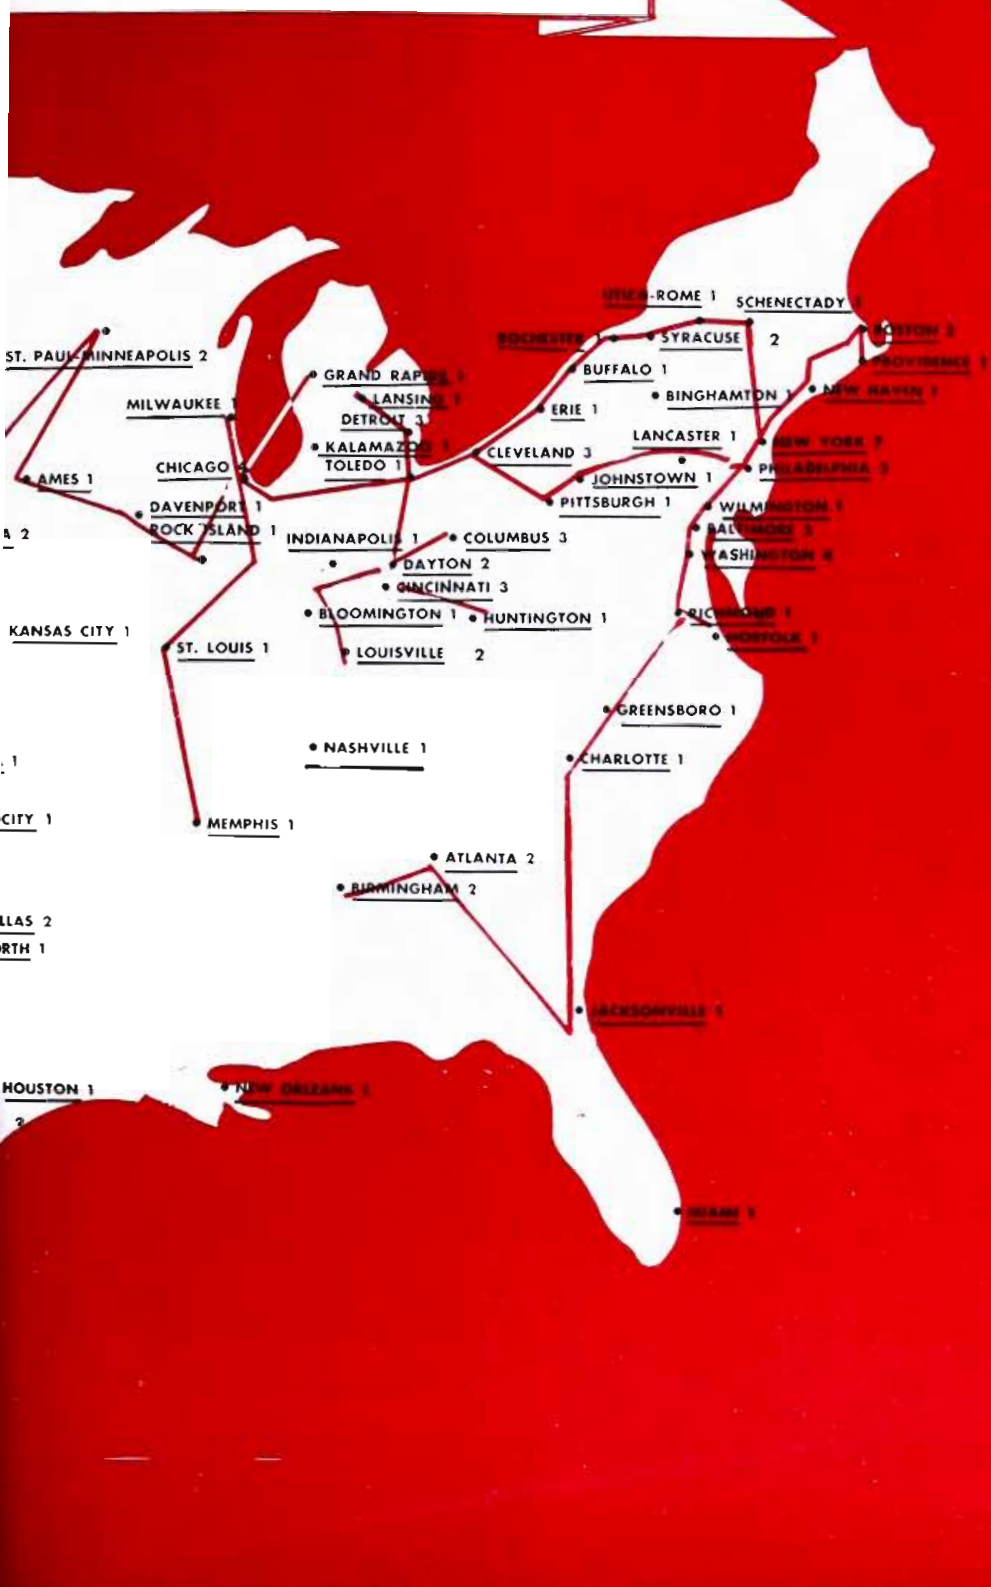 UTICA-ROME 1
SCHENECTADY 1
BOSTON 2
ROCHESTER 1
SYRACUSE 2
ST. PAUL-MINNEAPOLIS 2
PROVIDENCE 1
BUFFALO 1
GRAND RAPIDS 1
BINGHAMTON 1
NEW HAVEN 1
LANSING 1
MILWAUKEE 1
ERIE 1
DETROIT 3
LANCASTER 1
NEW YORK 7
KALAMAZOO 1
CLEVELAND 3
CHICAGO 4
TOLEDO 1
PHILADELPHIA 3
AMES 1
JOHNSTOWN 1
PITTSBURGH 1
DAVENPORT 1
WILMINGTON 1
ROCK ISLAND 1
BALTIMORE 3
A 2
INDIANAPOLIS 1
COLUMBUS 3
WASHINGTON 4
DAYTON 2
CINCINNATI 3
BLOOMINGTON 1
HUNTINGTON 1
RICHMOND 1
KANSAS CITY 1
NORFOLK 1
ST. LOUIS 1
LOUISVILLE 2
GREENSBORO 1
NASHVILLE 1
CHARLOTTE 1
. 1
CITY 1
MEMPHIS 1
ATLANTA 2
BIRMINGHAM 2
LLAS 2
RTH 1
JACKSONVILLE 1
HOUSTON 1
NEW ORLEANS 1
2
MIAMI 1